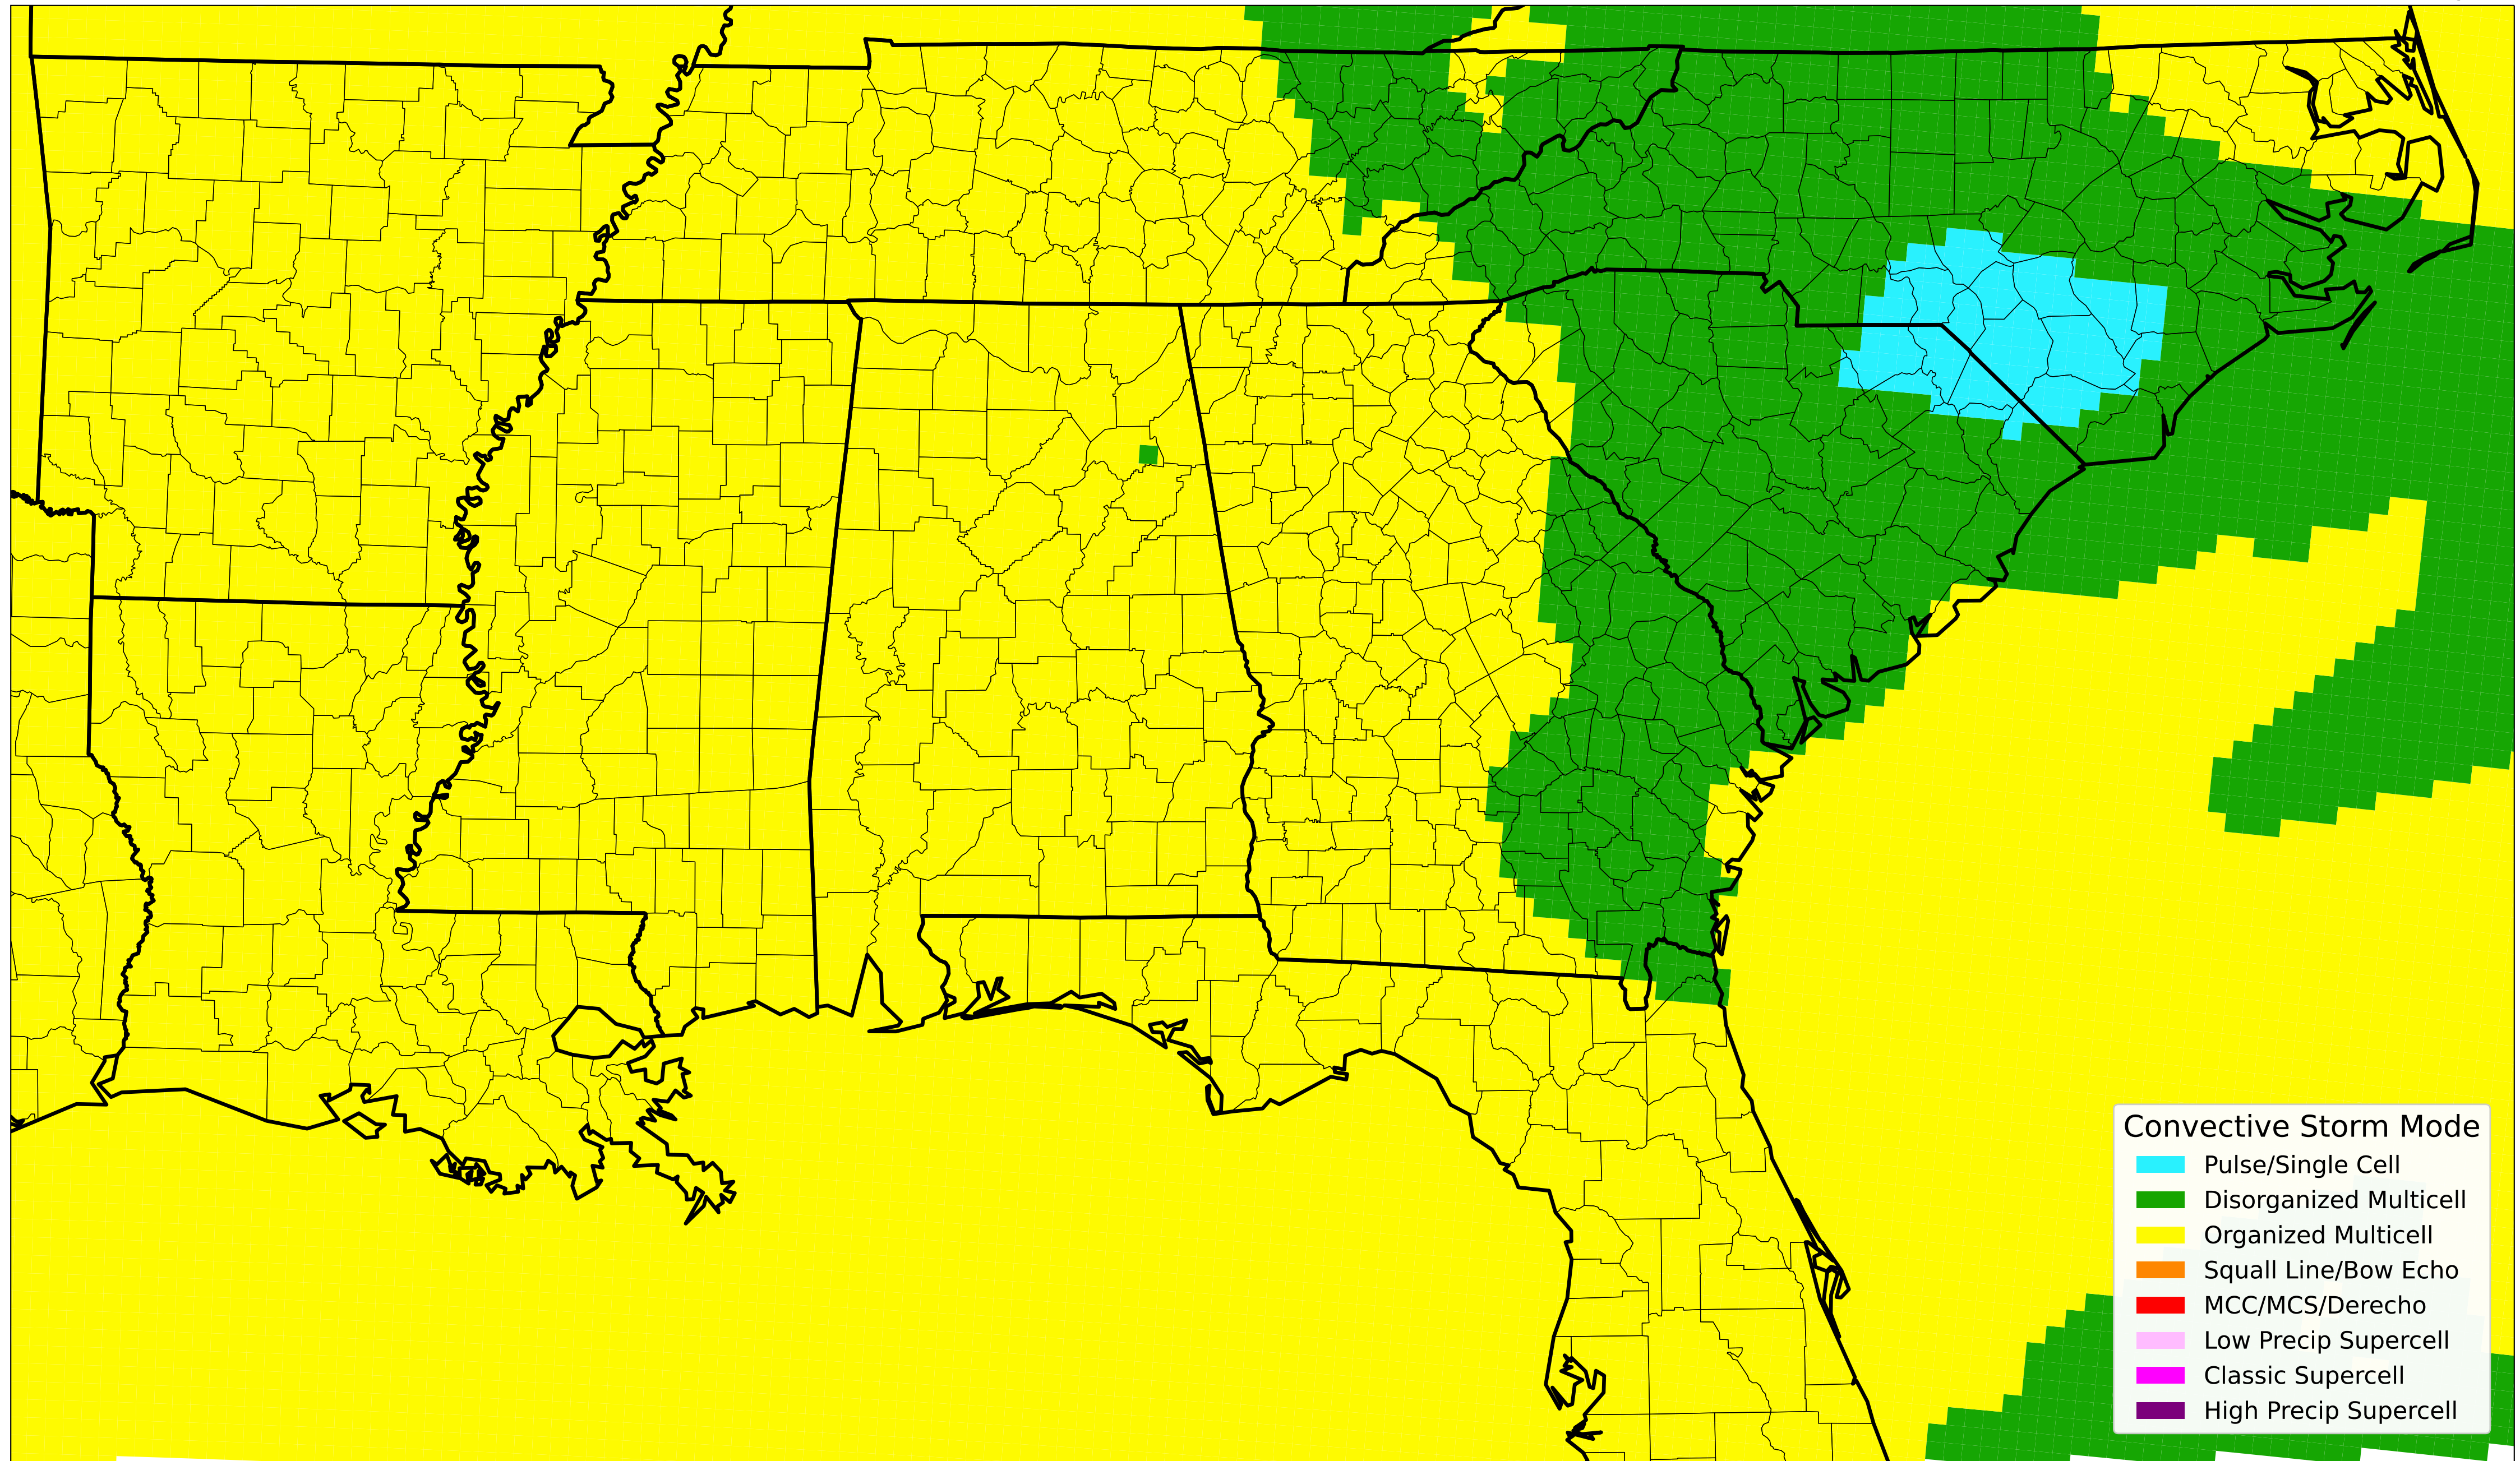 Convective Storm Mode
Pulse/Single Cell
Disorganized Multicell
Organized Multicell
Squall Line/Bow Echo
MCC/MCS/Derecho
Low Precip Supercell
Classic Supercell
High Precip Supercell